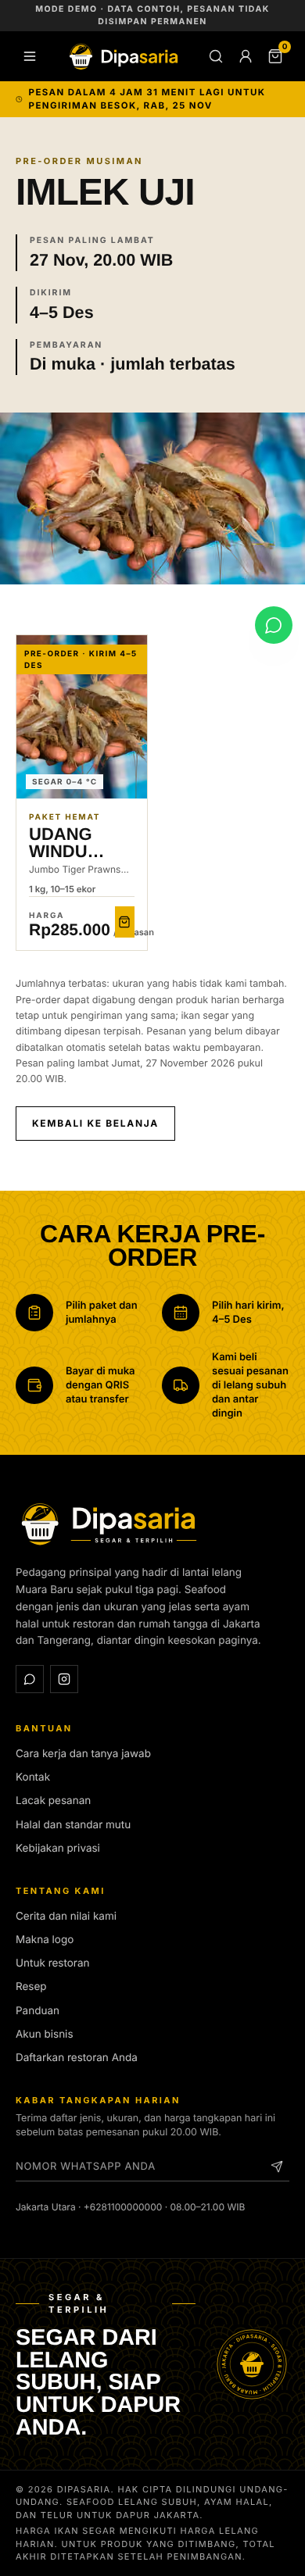 MODE DEMO · DATA CONTOH, PESANAN TIDAK
DISIMPAN PERMANEN
Dipasaria
0
PESAN DALAM 4 JAM 31 MENIT LAGI UNTUK
PENGIRIMAN BESOK, RAB, 25 NOV
PRE-ORDER MUSIMAN
IMLEK UJI
PESAN PALING LAMBAT
27 Nov, 20.00 WIB
DIKIRIM
4–5 Des
PEMBAYARAN
Di muka · jumlah terbatas
PRE-ORDER · KIRIM 4–5
DES
SEGAR 0–4 °C
PAKET HEMAT
UDANG
WINDU…
Jumbo Tiger Prawns…
1 kg, 10–15 ekor
HARGA
Rp285.000
Jumlahnya terbatas: ukuran yang habis tidak kami tambah.
Pre-order dapat digabung dengan produk harian berharga
tetap untuk pengiriman yang sama; ikan segar yang
ditimbang dipesan terpisah. Pesanan yang belum dibayar
dibatalkan otomatis setelah batas waktu pembayaran.
Pesan paling lambat Jumat, 27 November 2026 pukul
20.00 WIB.
KEMBALI KE BELANJA
CARA KERJA PRE-
ORDER
Pilih paket dan
jumlahnya
Pilih hari kirim,
4–5 Des
Bayar di muka
dengan QRIS
atau transfer
Kami beli
sesuai pesanan
di lelang subuh
dan antar
dingin
Dipasaria
SEGAR & TERPILIH
Pedagang prinsipal yang hadir di lantai lelang
Muara Baru sejak pukul tiga pagi. Seafood
dengan jenis dan ukuran yang jelas serta ayam
halal untuk restoran dan rumah tangga di Jakarta
dan Tangerang, diantar dingin keesokan paginya.
BANTUAN
Cara kerja dan tanya jawab
Kontak
Lacak pesanan
Halal dan standar mutu
Kebijakan privasi
TENTANG KAMI
Cerita dan nilai kami
Makna logo
Untuk restoran
Resep
Panduan
Akun bisnis
Daftarkan restoran Anda
KABAR TANGKAPAN HARIAN
Terima daftar jenis, ukuran, dan harga tangkapan hari ini
sebelum batas pemesanan pukul 20.00 WIB.
NOMOR WHATSAPP ANDA
Jakarta Utara · +6281100000000 · 08.00–21.00 WIB
SEGAR &
TERPILIH
SEGAR DARI
LELANG
SUBUH, SIAP
UNTUK DAPUR
ANDA.
© 2026 DIPASARIA. HAK CIPTA DILINDUNGI UNDANG-
UNDANG. SEAFOOD LELANG SUBUH, AYAM HALAL,
DAN TELUR UNTUK DAPUR JAKARTA.
HARGA IKAN SEGAR MENGIKUTI HARGA LELANG
HARIAN. UNTUK PRODUK YANG DITIMBANG, TOTAL
AKHIR DITETAPKAN SETELAH PENIMBANGAN.